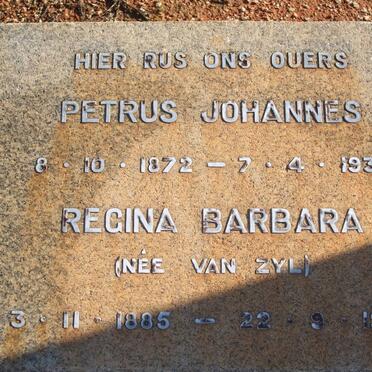 HIER RUS ONS OUERS
PETRUS JOHANNES
8 · 10 · 1872 — 7 · 4 · 193
REGINA BARBARA
(NÉE VAN ZYL)
3 · 11 · 1885 — 22 · 9 ·